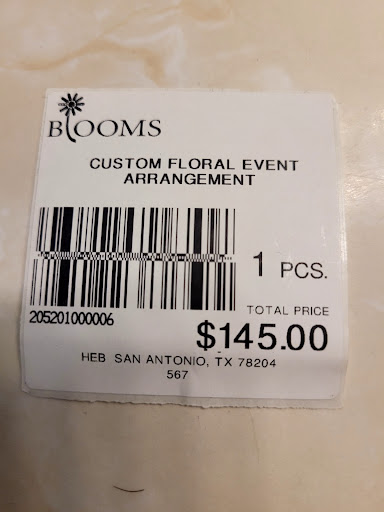 BLOOMS
CUSTOM FLORAL EVENT
ARRANGEMENT
1 PCS.
205201000006
TOTAL PRICE
$145.00
HEB SAN ANTONIO, TX 78204
567